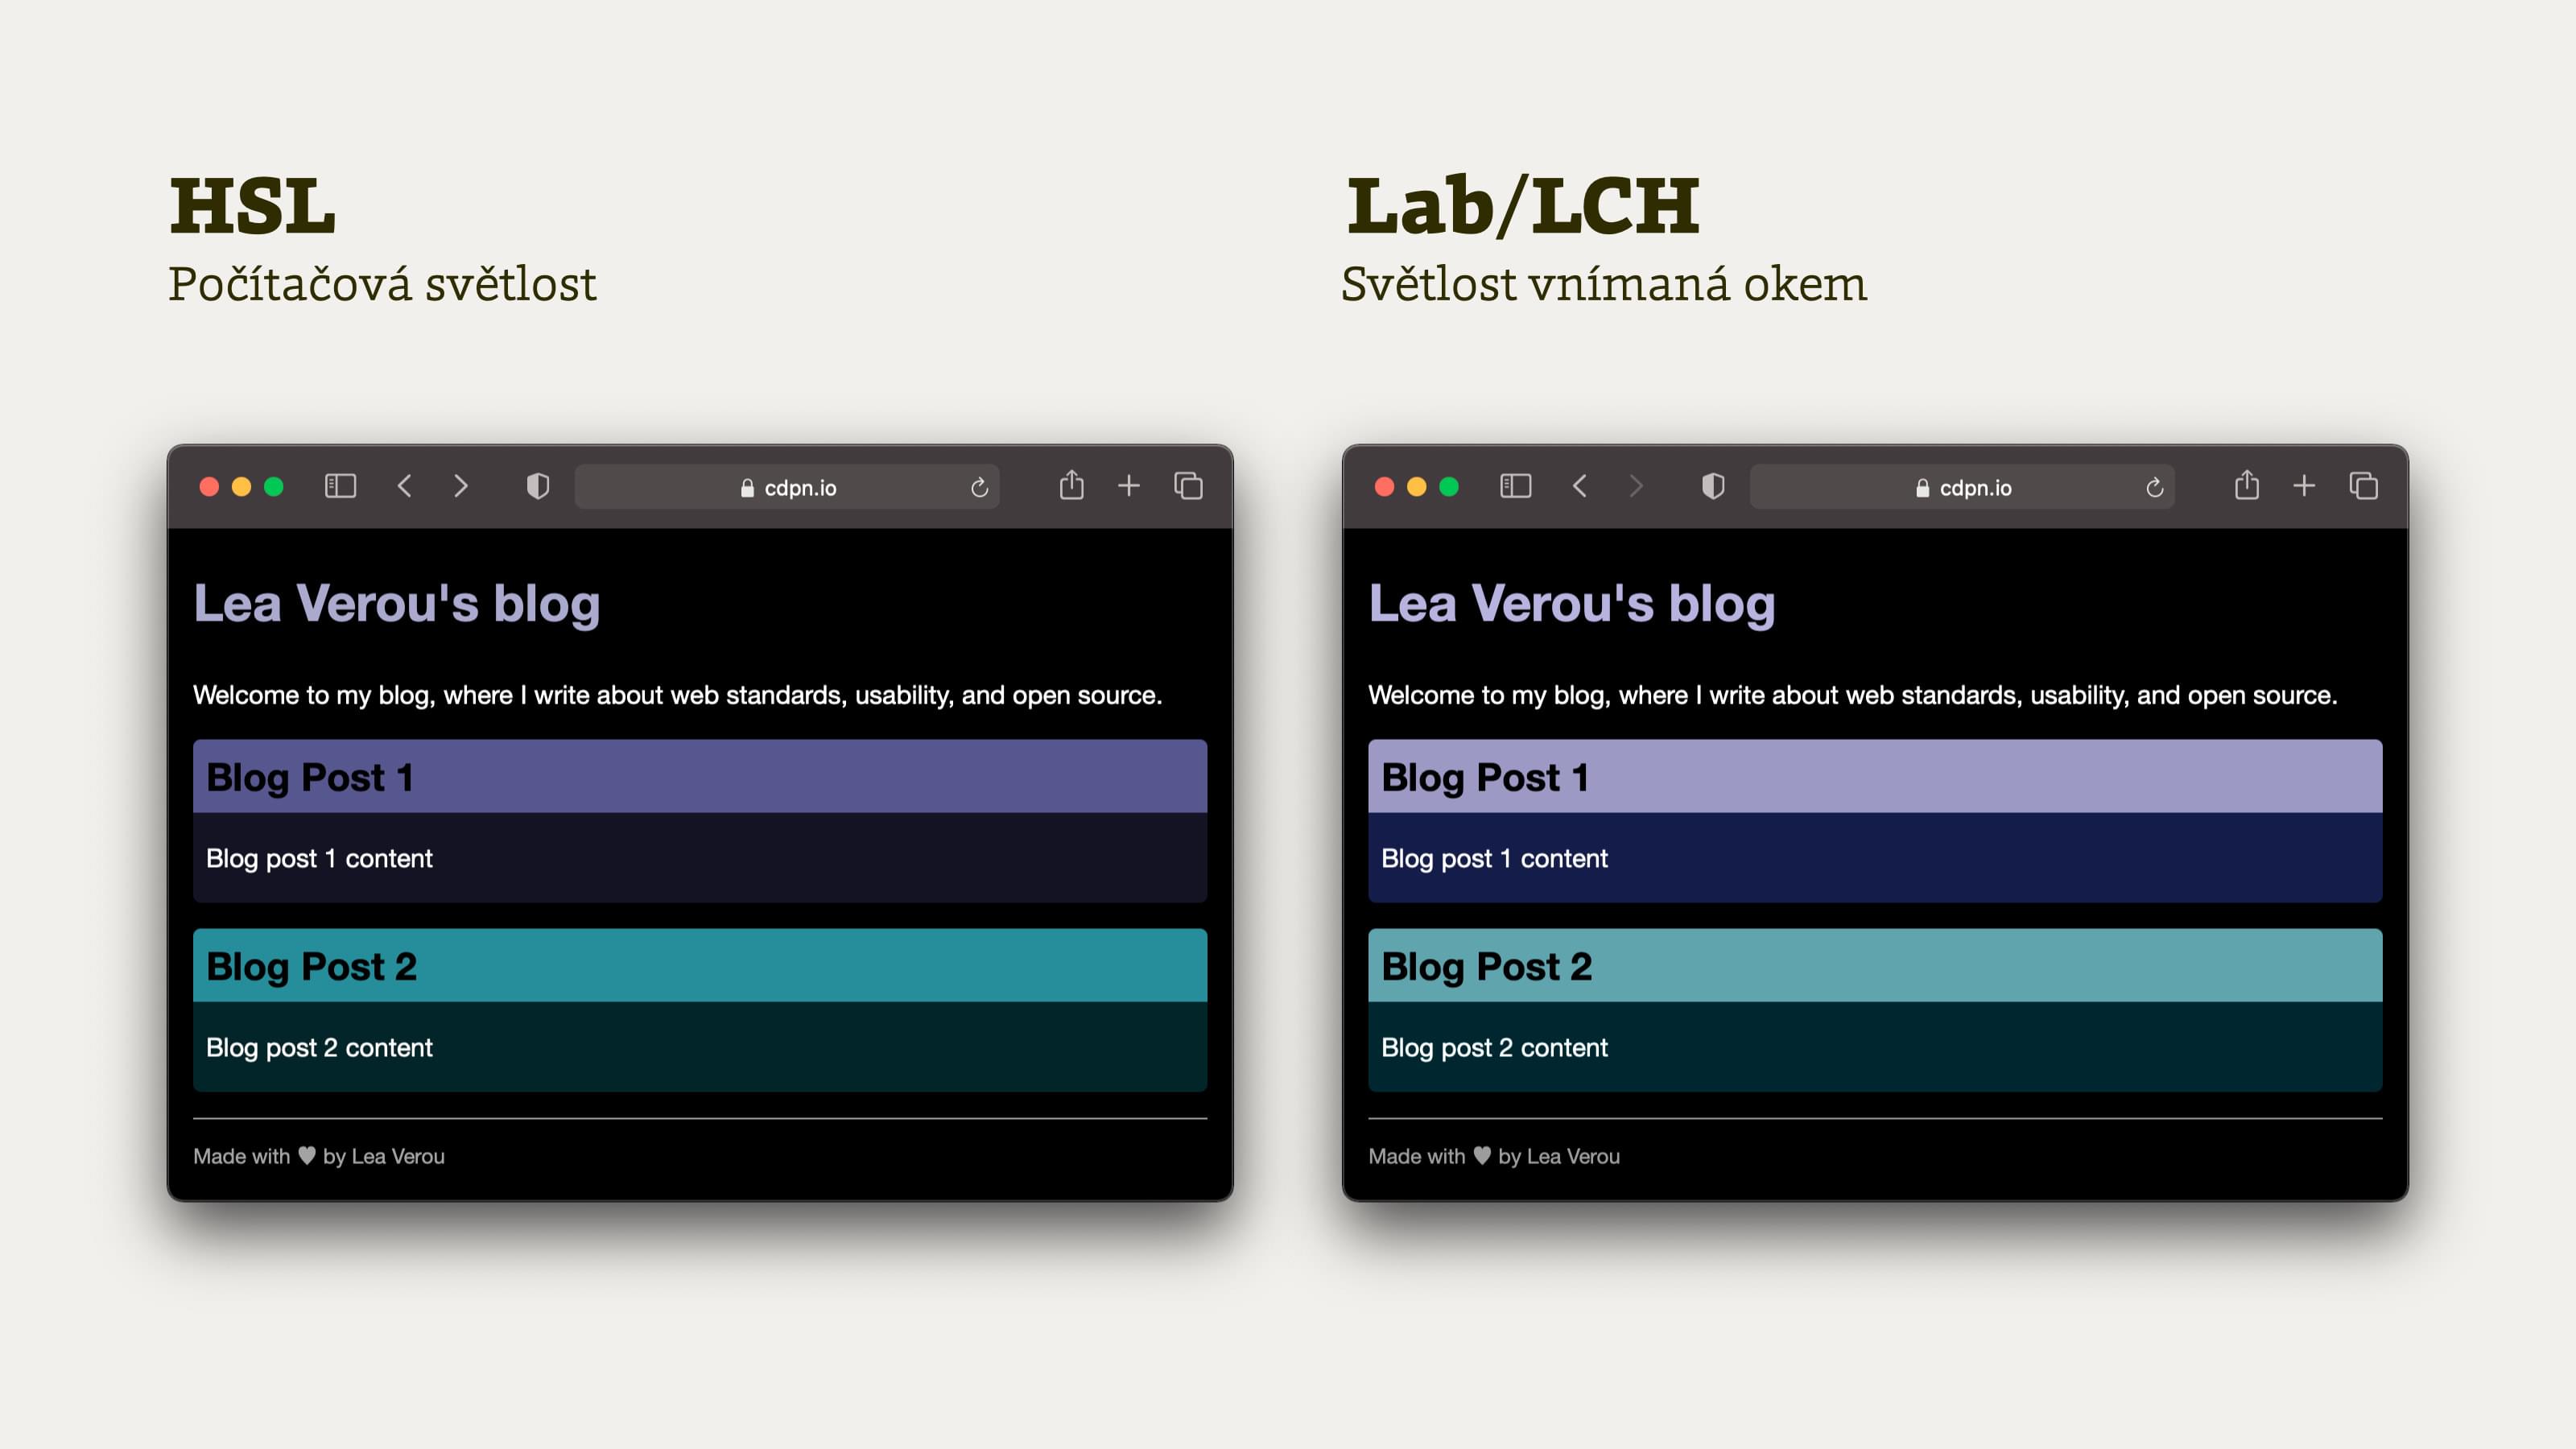 HSL
Počítačová světlost
cdpn.io
Lea Verou's blog
Welcome to my blog, where I write about web standards, usability, and open source.
Blog Post 1
Blog post 1 content
Blog Post 2
Blog post 2 content
Made with ♥ by Lea Verou
Lab/LCH
Světlost vnímaná okem
cdpn.io
Lea Verou's blog
Welcome to my blog, where I write about web standards, usability, and open source.
Blog Post 1
Blog post 1 content
Blog Post 2
Blog post 2 content
Made with ♥ by Lea Verou